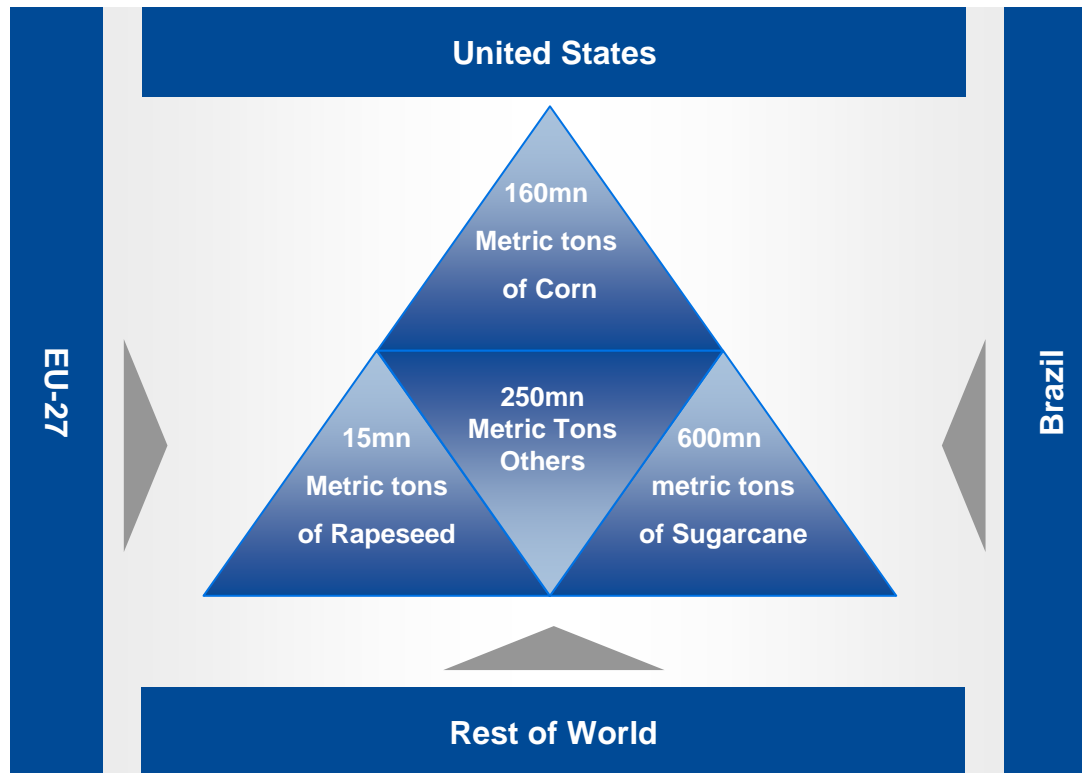 United States
160mn
Metric tons
of Corn
EU-27
250mn
Metric Tons
Others
15mn
Metric tons
of Rapeseed
600mn
metric tons
of Sugarcane
Brazil
Rest of World